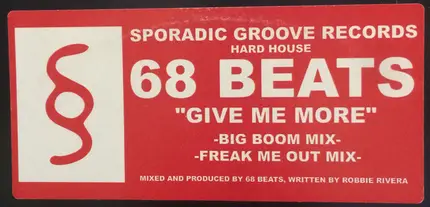 SPORADIC GROOVE RECORDS
HARD HOUSE
68 BEATS
"GIVE ME MORE"
-BIG BOOM MIX-
-FREAK ME OUT MIX-
MIXED AND PRODUCED BY 68 BEATS, WRITTEN BY ROBBIE RIVERA